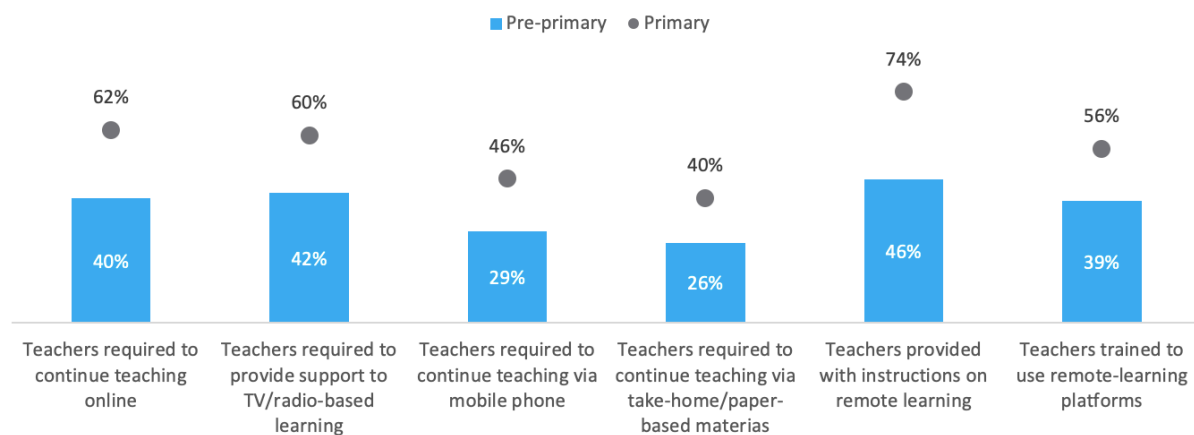 Pre-primary Primary
62%
60%
46%
40%
74%
56%
40%
42%
29%
26%
46%
39%
Teachers required to
continue teaching
online
Teachers required to
provide support to
TV/radio-based
learning
Teachers required to
continue teaching via
mobile phone
Teachers required to
continue teaching via
take-home/paper-
based materias
Teachers provided
with instructions on
remote learning
Teachers trained to
use remote-learning
platforms